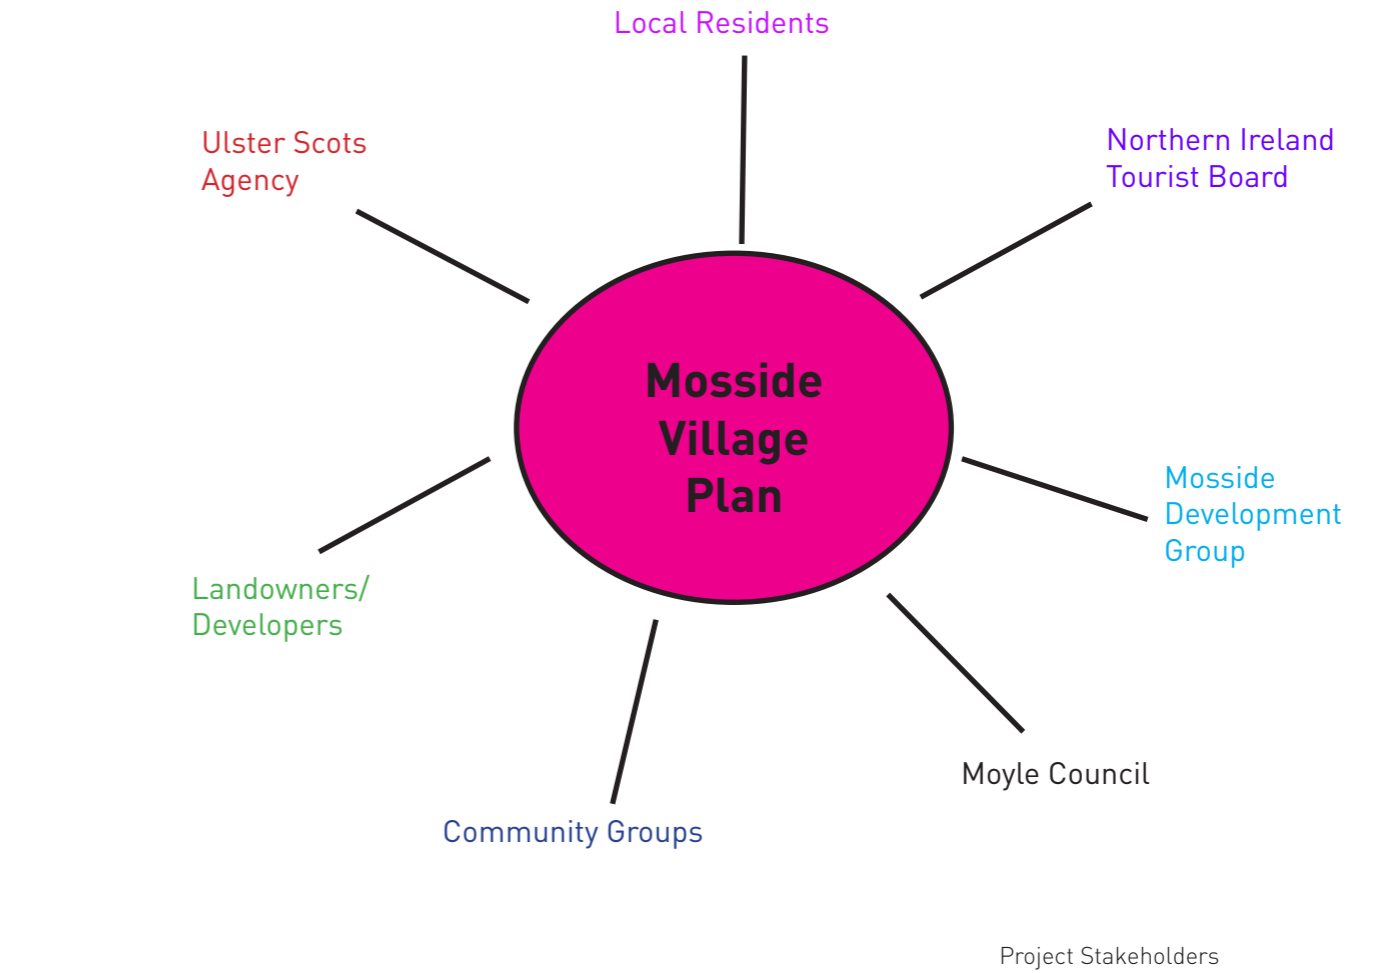 Local Residents
Ulster Scots
Agency
Northern Ireland
Tourist Board
Mosside
Village
Plan
Mosside
Development
Group
Landowners/
Developers
Moyle Council
Community Groups
Project Stakeholders